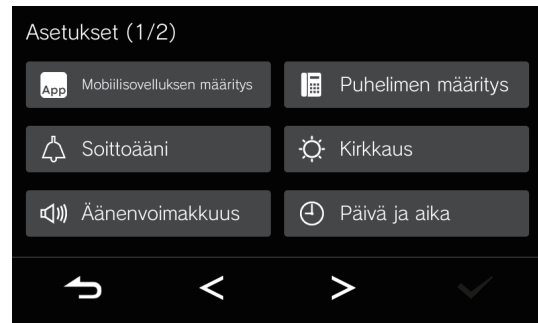 Asetukset (1/2)
App Mobiilisovelluksen määritys
Puhelimen määritys
Soittoääni
Kirkkaus
Äänenvoimakkuus
Päivä ja aika